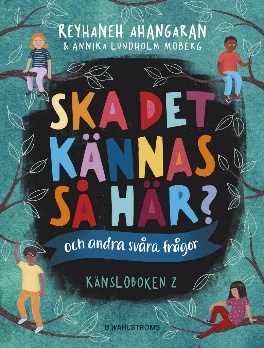 REYHANEH AHANGARAN
& ANNIKA LUNDHOLM MOBERG
SKA DET
KÄNNAS
SÅ HÄR?
och andra svåra frågor
KÄNSLOBOKEN 2
B WAHLSTRÖMS